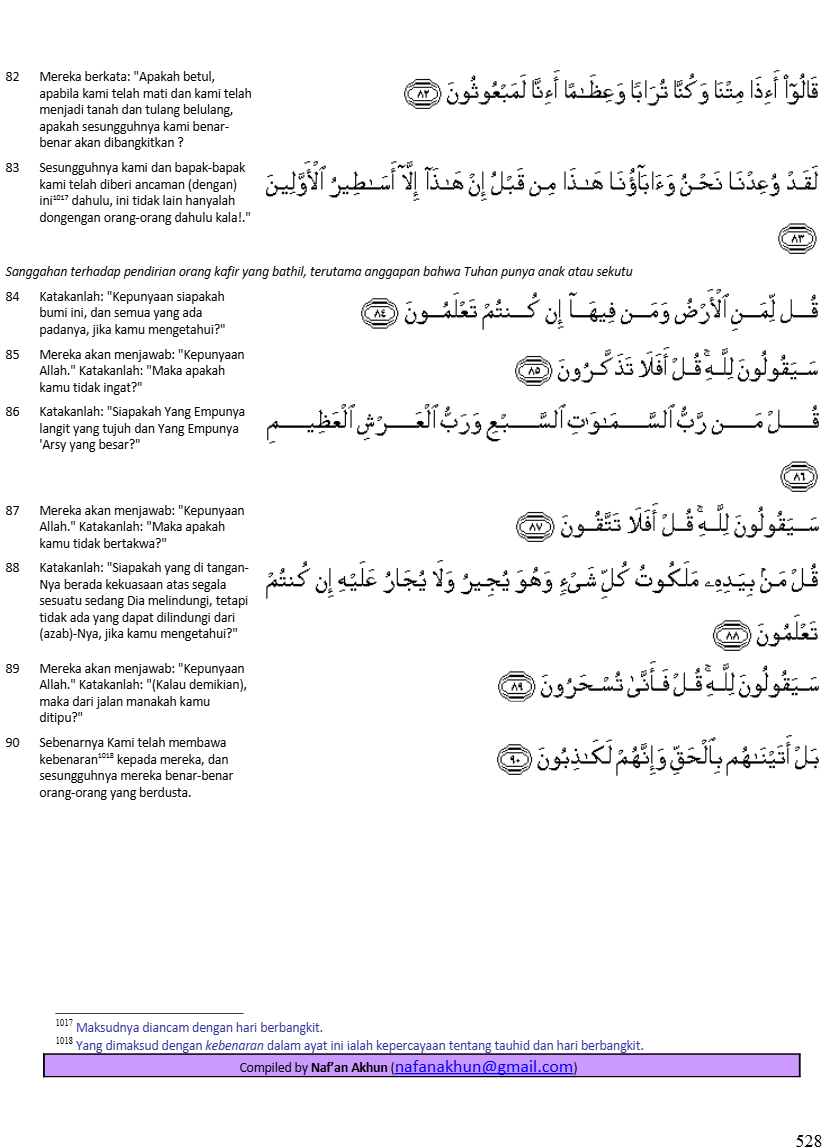 82 Mereka berkata: "Apakah betul,
apabila kami telah mati dan kami telah
menjadi tanah dan tulang belulang,
apakah sesungguhnya kami benar-
benar akan dibangkitkan ?
قَالُوٓا۟ أَءِذَا مِتْنَا وَكُنَّا تُرَابًا وَعِظَـٰمًا أَءِنَّا لَمَبْعُوثُونَ ٨٢
83 Sesungguhnya kami dan bapak-bapak
kami telah diberi ancaman (dengan)
ini1017 dahulu, ini tidak lain hanyalah
dongengan orang-orang dahulu kala!."
لَقَدْ وُعِدْنَا نَحْنُ وَءَابَآؤُنَا هَـٰذَا مِن قَبْلُ إِنْ هَـٰذَآ إِلَّآ أَسَـٰطِيرُ ٱلْأَوَّلِينَ
٨٣
Sanggahan terhadap pendirian orang kafir yang bathil, terutama anggapan bahwa Tuhan punya anak atau sekutu
84 Katakanlah: "Kepunyaan siapakah
bumi ini, dan semua yang ada
padanya, jika kamu mengetahui?"
قُل لِّمَنِ ٱلْأَرْضُ وَمَن فِيهَآ إِن كُنتُمْ تَعْلَمُونَ ٨٤
85 Mereka akan menjawab: "Kepunyaan
Allah." Katakanlah: "Maka apakah
kamu tidak ingat?"
سَيَقُولُونَ لِلَّهِ ۚ قُلْ أَفَلَا تَذَكَّرُونَ ٨٥
86 Katakanlah: "Siapakah Yang Empunya
langit yang tujuh dan Yang Empunya
'Arsy yang besar?"
قُلْ مَن رَّبُّ ٱلسَّمَـٰوَٰتِ ٱلسَّبْعِ وَرَبُّ ٱلْعَرْشِ ٱلْعَظِيمِ
٨٦
87 Mereka akan menjawab: "Kepunyaan
Allah." Katakanlah: "Maka apakah
kamu tidak bertakwa?"
سَيَقُولُونَ لِلَّهِ ۚ قُلْ أَفَلَا تَتَّقُونَ ٨٧
88 Katakanlah: "Siapakah yang di tangan-
Nya berada kekuasaan atas segala
sesuatu sedang Dia melindungi, tetapi
tidak ada yang dapat dilindungi dari
(azab)-Nya, jika kamu mengetahui?"
قُلْ مَنۢ بِيَدِهِۦ مَلَكُوتُ كُلِّ شَىْءٍ وَهُوَ يُجِيرُ وَلَا يُجَارُ عَلَيْهِ إِن كُنتُمْ
تَعْلَمُونَ ٨٨
89 Mereka akan menjawab: "Kepunyaan
Allah." Katakanlah: "(Kalau demikian),
maka dari jalan manakah kamu
ditipu?"
سَيَقُولُونَ لِلَّهِ ۚ قُلْ فَأَنَّىٰ تُسْحَرُونَ ٨٩
90 Sebenarnya Kami telah membawa
kebenaran1018 kepada mereka, dan
sesungguhnya mereka benar-benar
orang-orang yang berdusta.
بَلْ أَتَيْنَـٰهُم بِٱلْحَقِّ وَإِنَّهُمْ لَكَـٰذِبُونَ ٩٠
1017 Maksudnya diancam dengan hari berbangkit.
1018 Yang dimaksud dengan kebenaran dalam ayat ini ialah kepercayaan tentang tauhid dan hari berbangkit.
Compiled by Naf’an Akhun (nafanakhun@gmail.com)
528